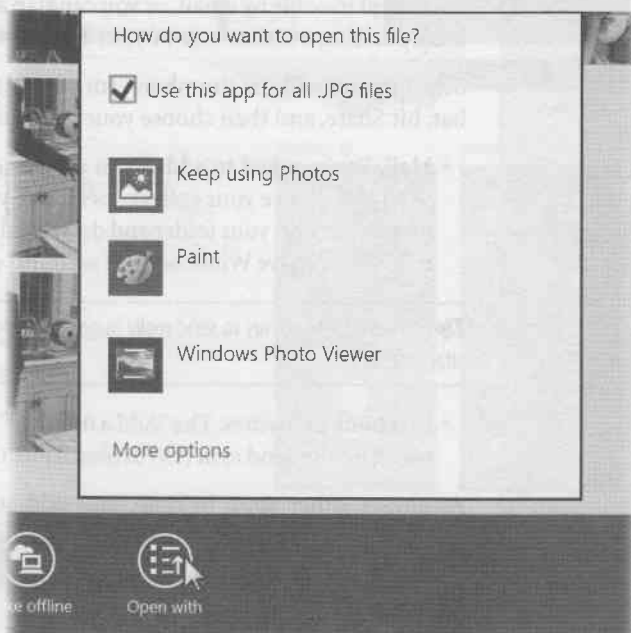 How do you want to open this file?
Use this app for all .JPG files
Keep using Photos
Paint
Windows Photo Viewer
More options
offline
Open with